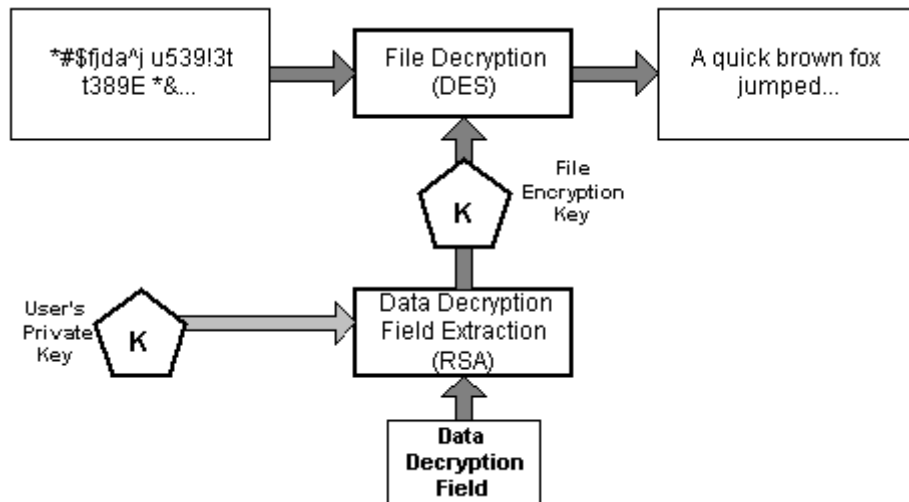 *#$fjda^j u539!3t
t389E *&...
File Decryption
(DES)
A quick brown fox
jumped...
K
File
Encryption
Key
User's
Private
Key
K
Data Decryption
Field Extraction
(RSA)
Data
Decryption
Field